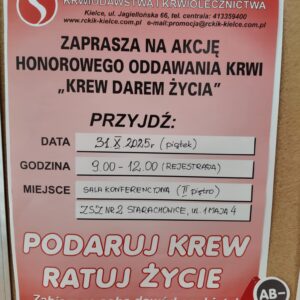 KRWIODAWSTWA I KRWIOLECZNICTWA
Kielce, ul. Jagiellońska 66, tel. centrala: 413359400
www.rckik-kielce.com.pl e-mail:promocja@rckik-kielce.com.pl
ZAPRASZA NA AKCJĘ
HONOROWEGO ODDAWANIA KRWI
„KREW DAREM ŻYCIA”
PRZYJDŹ:
DATA 31 X 2025r (piątek)
GODZINA 9.00 - 12.00 (REJESTRACJA)
MIEJSCE SALA KONFERENCYJNA (II piętro)
ZSZ NR 2 STARACHOWICE, UL. 1 MAJA 4
PODARUJ KREW
RATUJ ŻYCIE
AB-